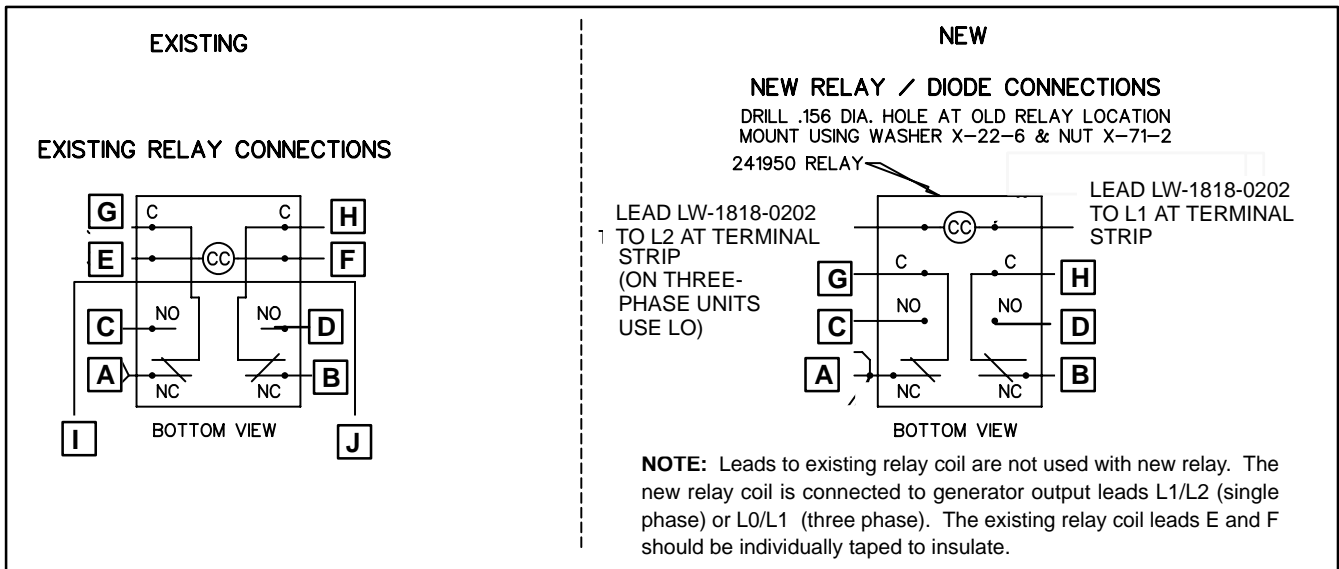 EXISTING
EXISTING RELAY CONNECTIONS
G
C
C
H
E
CC
F
C
NO
NO
D
A
NC
NC
B
I
BOTTOM VIEW
J
NEW
NEW RELAY / DIODE CONNECTIONS
DRILL .156 DIA. HOLE AT OLD RELAY LOCATION
MOUNT USING WASHER X-22-6 & NUT X-71-2
241950 RELAY
LEAD LW-1818-0202
TO L2 AT TERMINAL
STRIP
(ON THREE-
PHASE UNITS
USE LO)
CC
LEAD LW-1818-0202
TO L1 AT TERMINAL
STRIP
G
C
C
H
C
NO
NO
D
A
NC
NC
B
BOTTOM VIEW
NOTE: Leads to existing relay coil are not used with new relay. The
new relay coil is connected to generator output leads L1/L2 (single
phase) or L0/L1 (three phase). The existing relay coil leads E and F
should be individually taped to insulate.